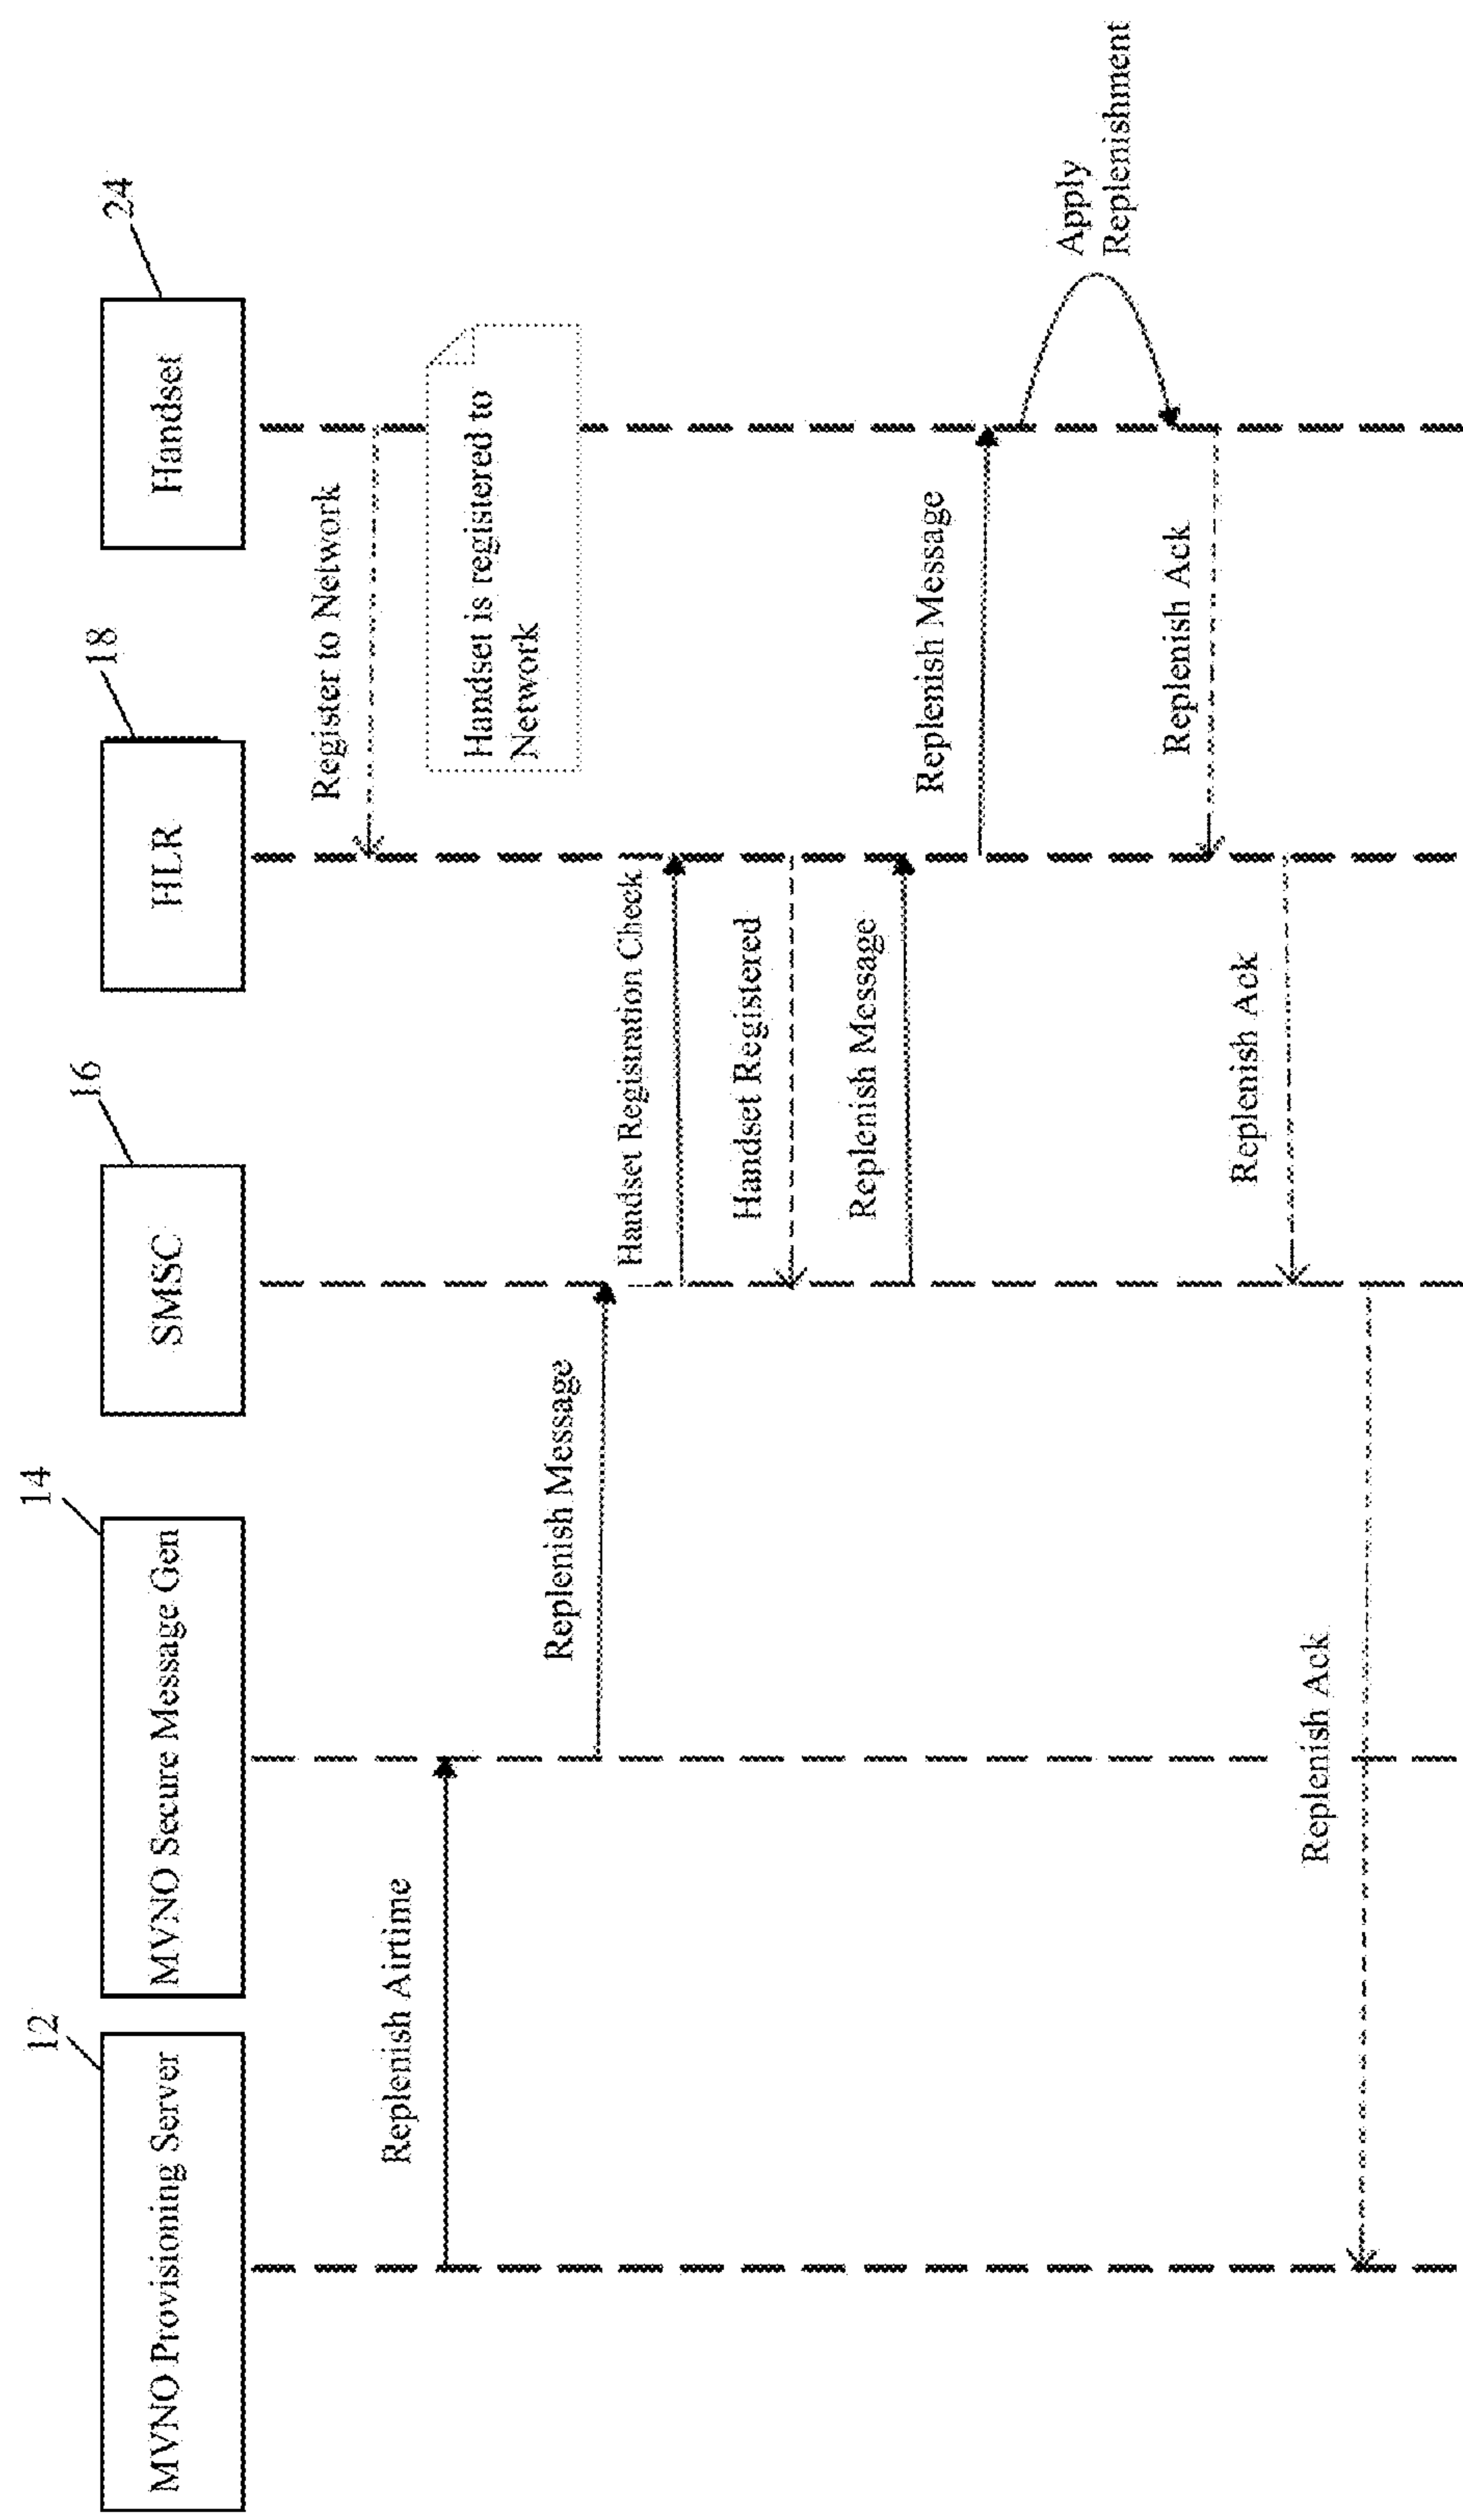 12
14
16
18
24
MVNO Provisioning Server
MVNO Secure Message Gen
SMSC
HLR
Handset
Register to Network
Replenish Airtime
Handset is registered to
Network
Replenish Message
Handset Registration Check
Handset Registered
Replenish Message
Replenish Message
Apply
Replenishment
Replenish Ack
Replenish Ack
Replenish Ack